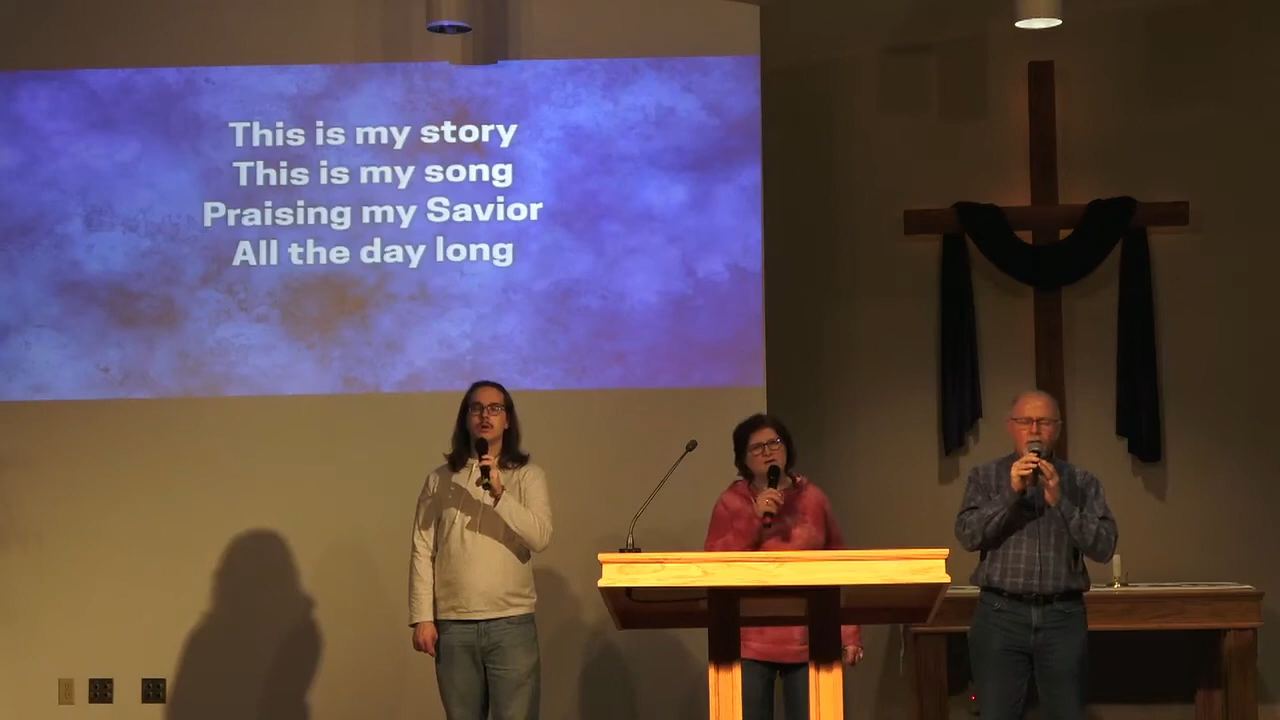 This is my story
This is my song
Praising my Savior
All the day long